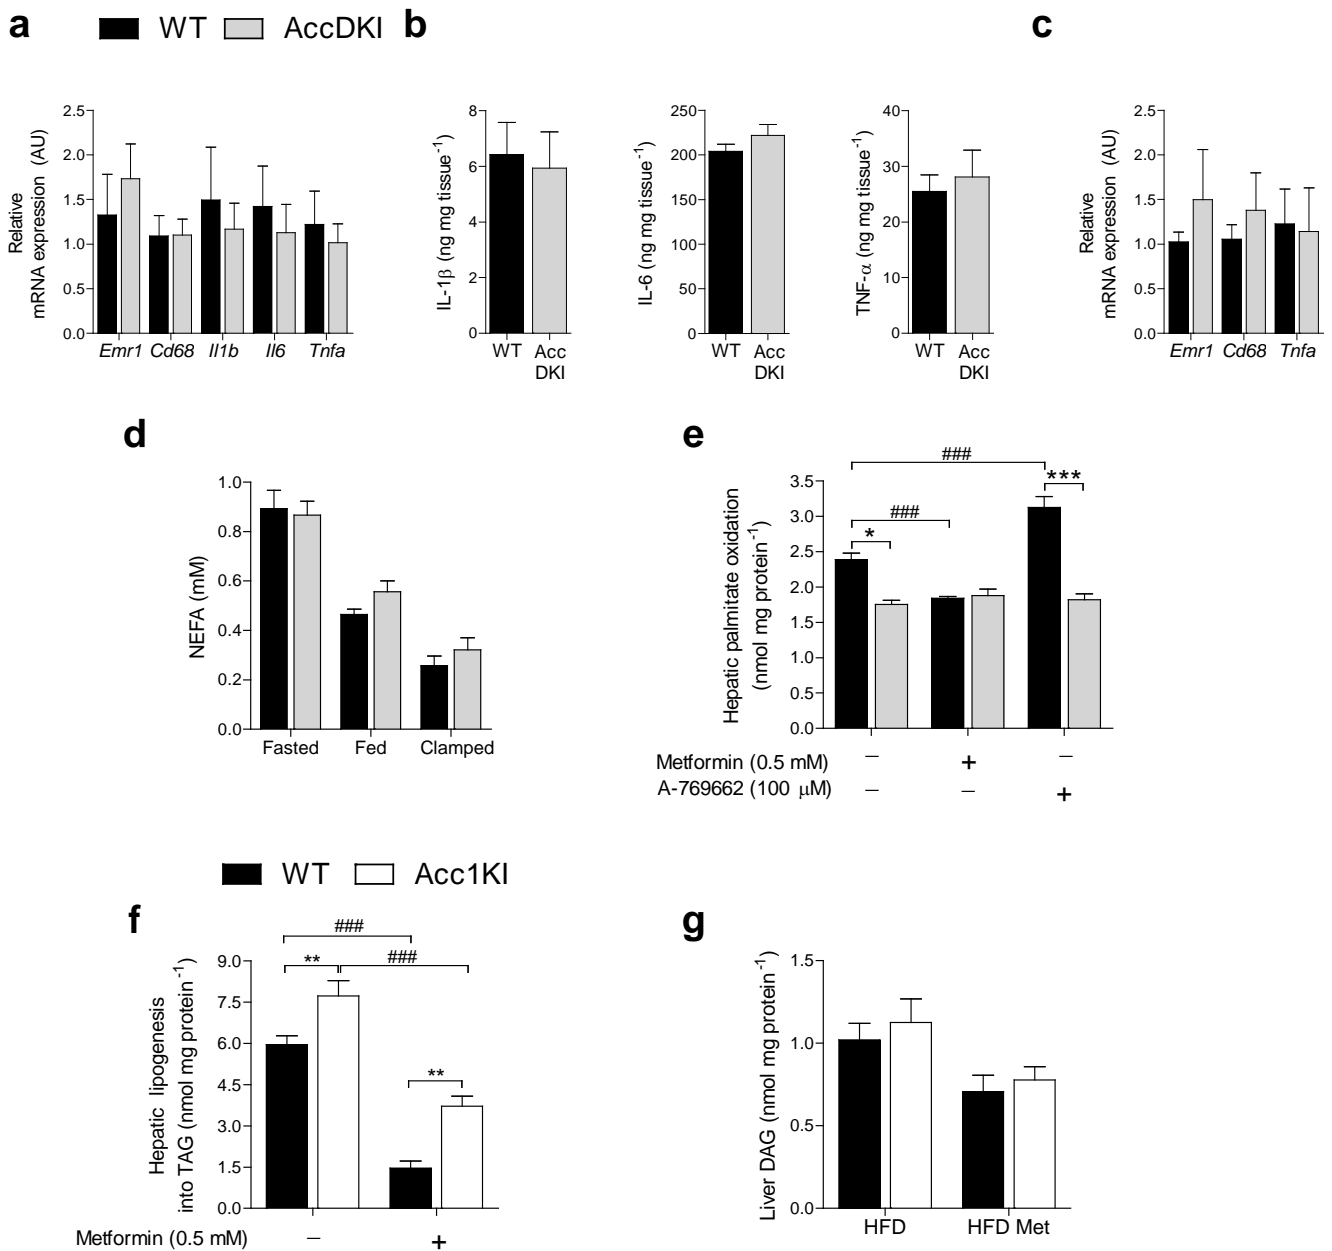 a WT AccDKI b c
Relative
mRNA expression (AU)
2.5
2.0
1.5
1.0
0.5
0.0
Emr1 Cd68 Il1b Il6 Tnfa
IL-1β (ng mg tissue-1)
8
6
4
2
0
WT Acc
DKI
IL-6 (ng mg tissue-1)
250
200
150
100
50
0
WT Acc
DKI
TNF-α (ng mg tissue-1)
40
30
20
10
0
WT Acc
DKI
Relative
mRNA expression (AU)
2.5
2.0
1.5
1.0
0.5
0.0
Emr1 Cd68 Tnfa
d
NEFA (mM)
1.0
0.8
0.6
0.4
0.2
0.0
Fasted Fed Clamped
e
Hepatic palmitate oxidation
(nmol mg protein-1)
3.5
3.0
2.5
2.0
1.5
1.0
0.5
0.0
###
***
###
*
Metformin (0.5 mM) – + –
A-769662 (100 μM) – – +
WT Acc1KI
f
Hepatic lipogenesis
into TAG (nmol mg protein-1)
9.0
7.5
6.0
4.5
3.0
1.5
0.0
###
** ###
**
Metformin (0.5 mM) – +
g
Liver DAG (nmol mg protein-1)
1.5
1.0
0.5
0.0
HFD HFD Met